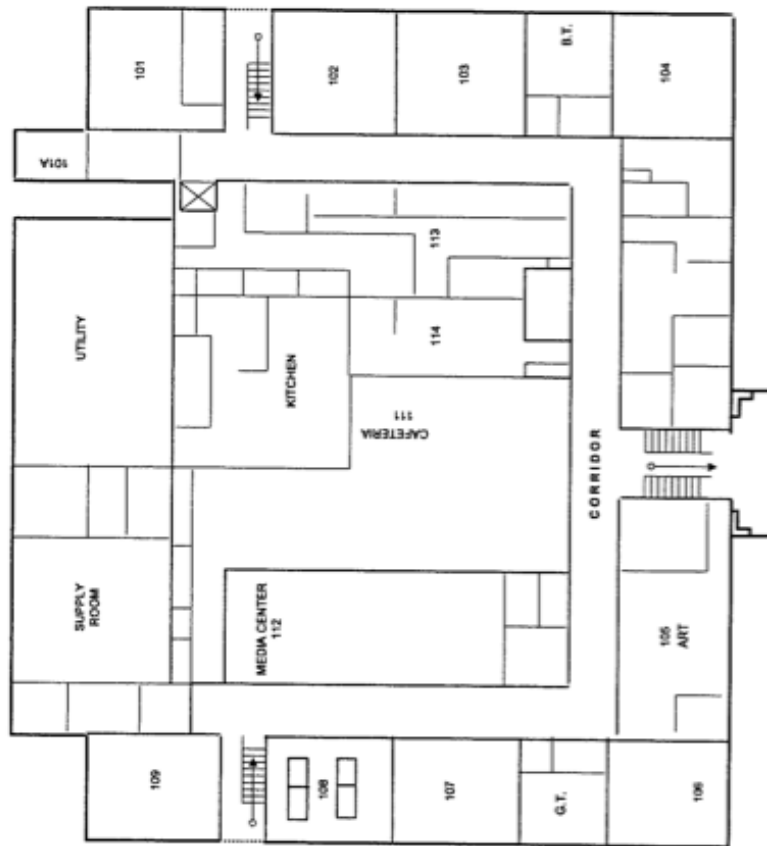 101
102
103
B.T.
104
101A
UTILITY
113
114
KITCHEN
CAFETERIA
111
CORRIDOR
SUPPLY
ROOM
MEDIA CENTER
112
105
ART
109
108
107
G.T.
106